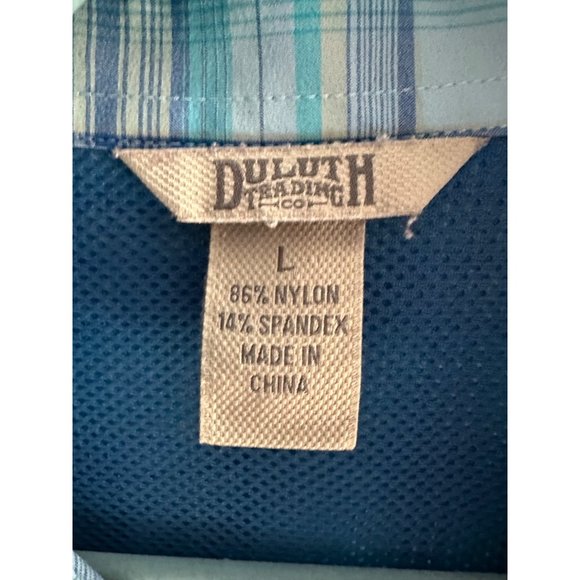 DULUTH
TRADING
CO
L
86% NYLON
14% SPANDEX
MADE IN
CHINA